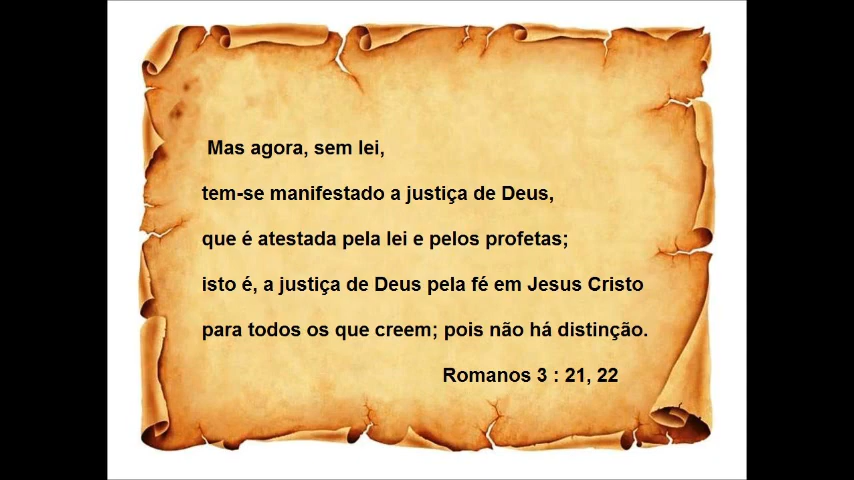 Mas agora, sem lei,
tem-se manifestado a justiça de Deus,
que é atestada pela lei e pelos profetas;
isto é, a justiça de Deus pela fé em Jesus Cristo
para todos os que creem; pois não há distinção.
Romanos 3 : 21, 22